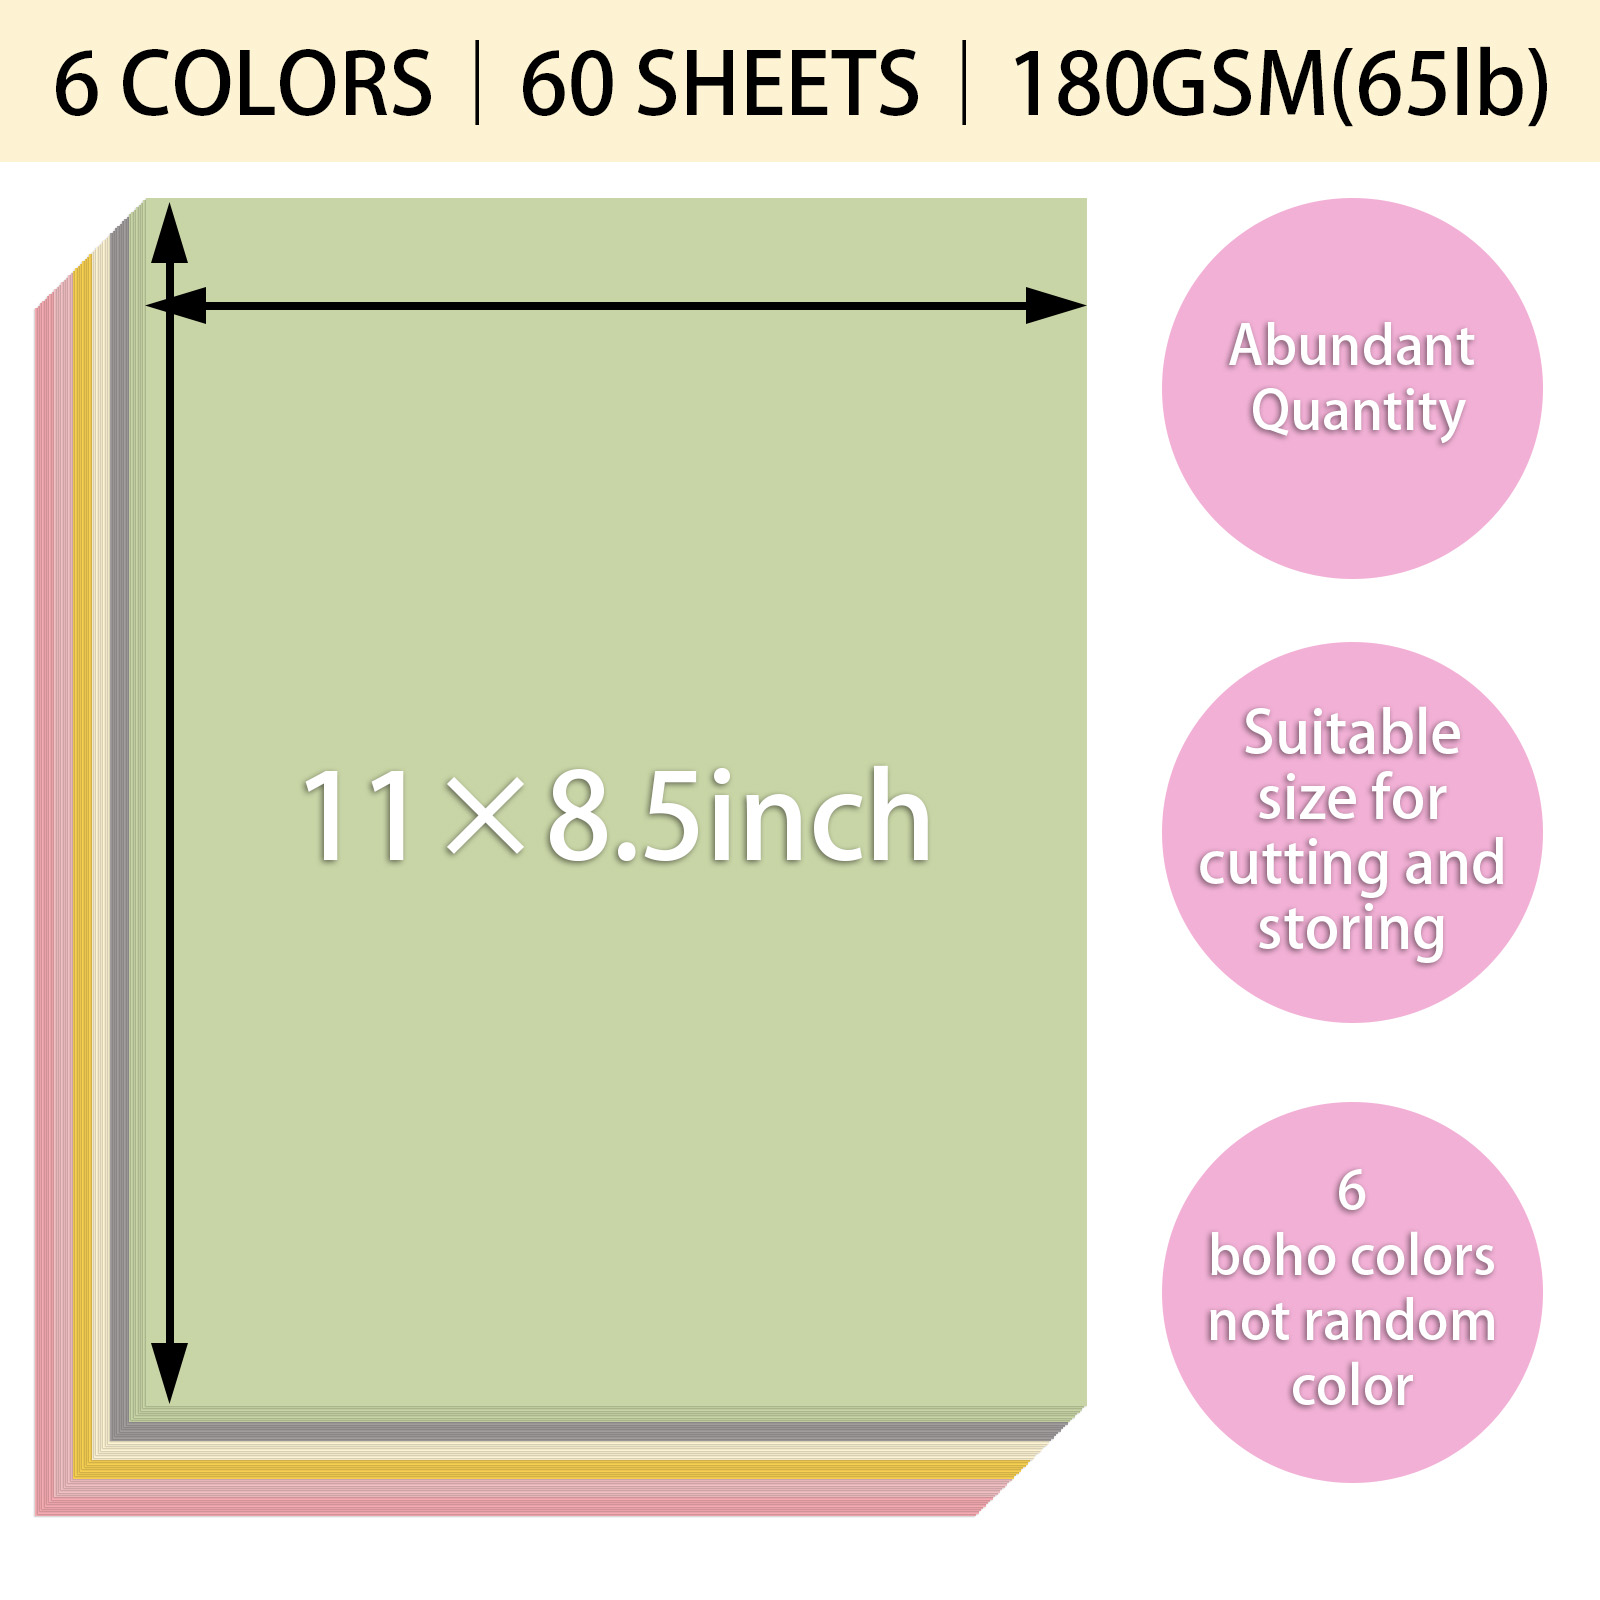 6 COLORS | 60 SHEETS | 180GSM(65lb)
Abundant
Quantity
11×8.5inch
Suitable
size for
cutting and
storing
6
boho colors
not random
color